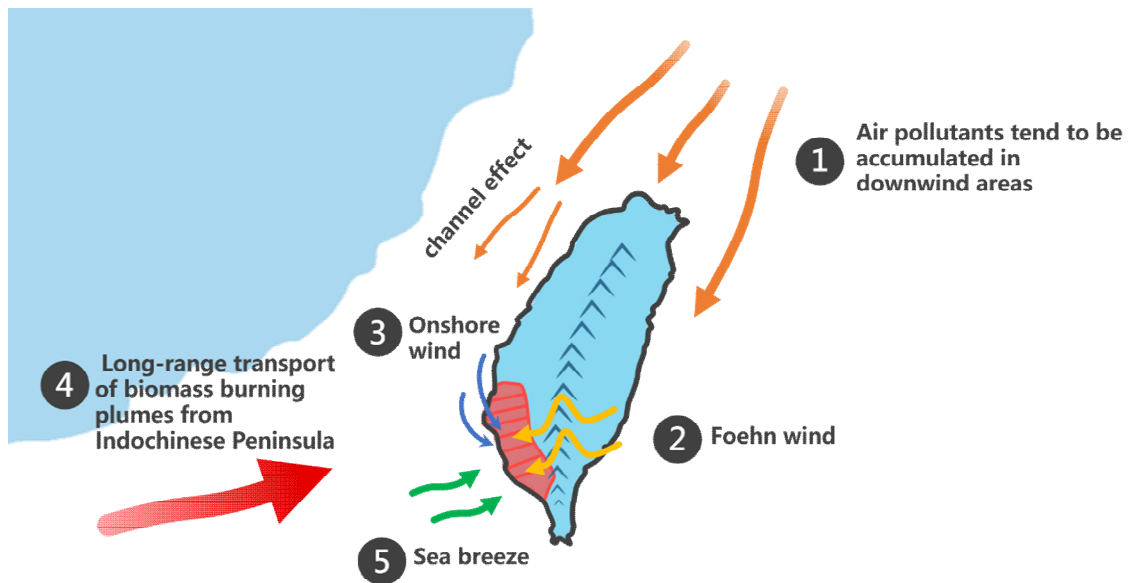 1
Air pollutants tend to be
accumulated in
downwind areas
channel effect
3
Onshore
wind
4
Long-range transport
of biomass burning
plumes from
Indochinese Peninsula
2
Foehn wind
5
Sea breeze